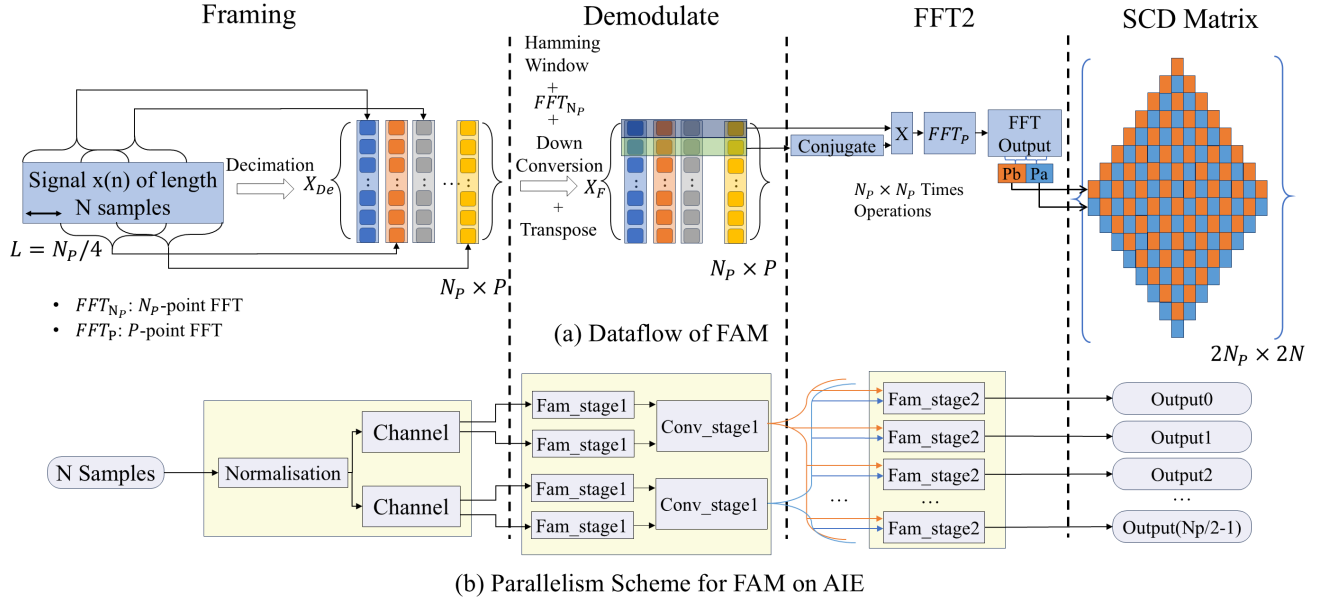 Framing
Demodulate
FFT2
SCD Matrix
Hamming
Window
+
FFT_{N_P}
+
Down
Conversion
+
Transpose
Signal x(n) of length
N samples
L = N_P/4
Decimation
X_{De}
...
N_P × P
X_F
N_P × P
Conjugate
X
FFT_P
FFT
Output
Pb Pa
N_P × N_P Times
Operations
2N_P × 2N
• FFT_{N_P}: N_P-point FFT
• FFT_P: P-point FFT
(a) Dataflow of FAM
N Samples
Normalisation
Channel
Channel
Fam_stage1
Fam_stage1
Fam_stage1
Fam_stage1
Conv_stage1
Conv_stage1
...
Fam_stage2
Fam_stage2
Fam_stage2
...
Fam_stage2
Output0
Output1
Output2
...
Output(Np/2-1)
(b) Parallelism Scheme for FAM on AIE